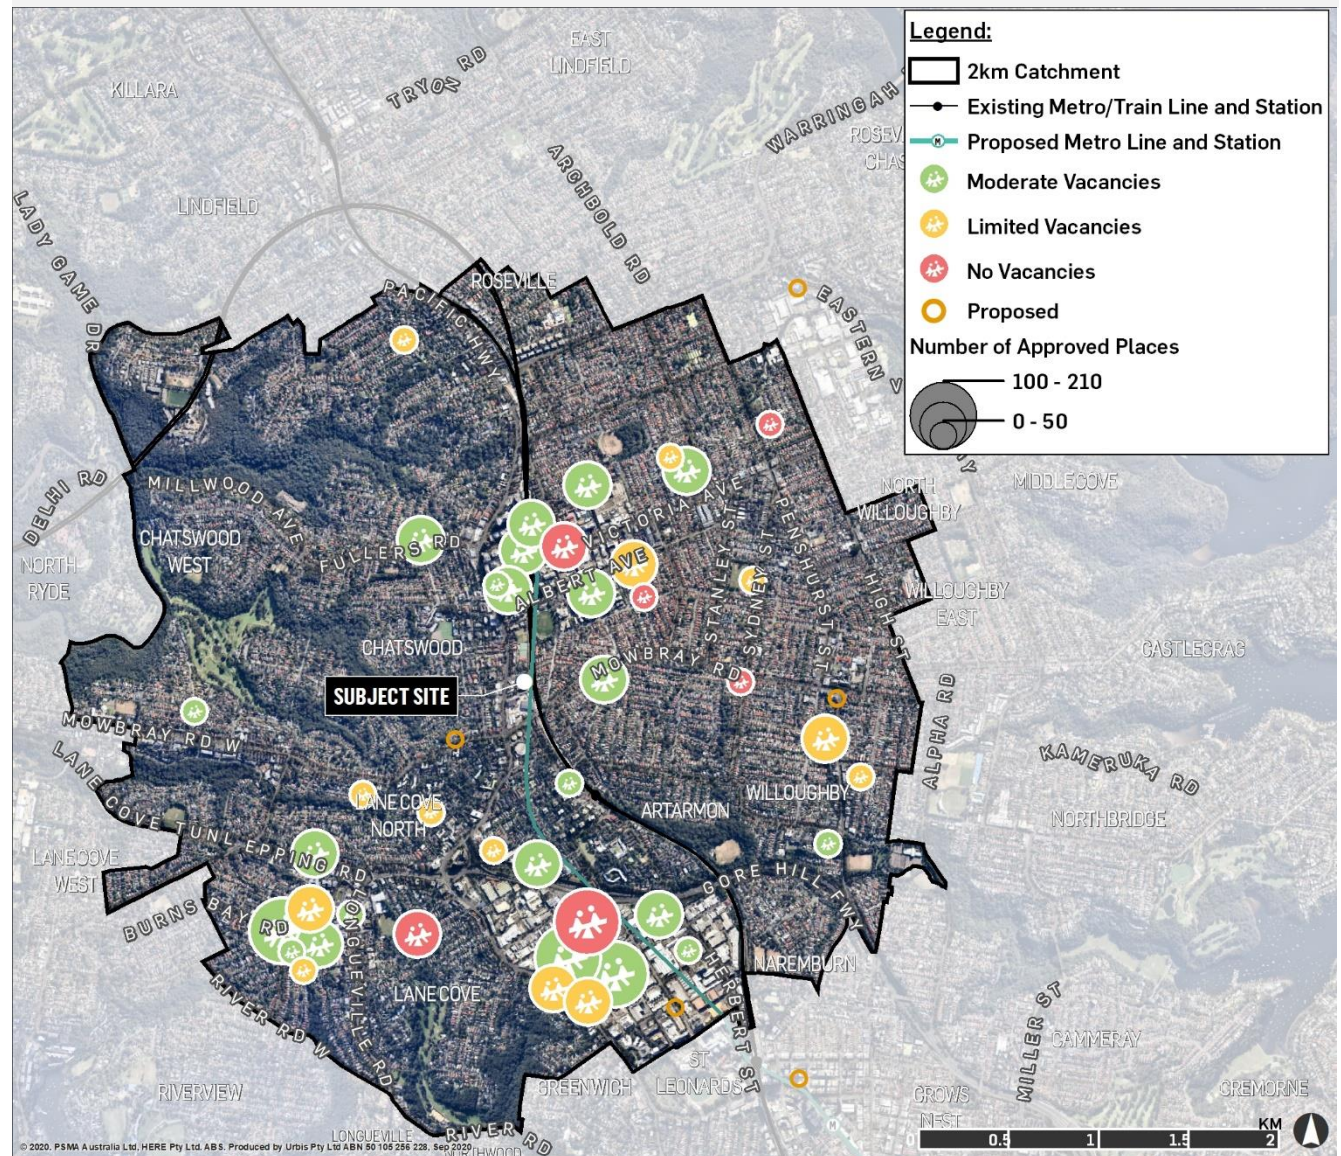 EAST
LINDFIELD
KILLARA
TRYON RD
WARRINGAH
ROSEV
CHAS
ARCHBOLD RD
LINDFIELD
LADY GAME DR
Legend:
2km Catchment
Existing Metro/Train Line and Station
M
Proposed Metro Line and Station
Moderate Vacancies
Limited Vacancies
No Vacancies
Proposed
Number of Approved Places
100 - 210
0 - 50
ROSEVILLE
PACIFIC HWY
EASTERN V
Y
DELHI RD
MILLWOOD AVE
CHATSWOOD
WEST
FULLERS RD
VICTORIA AVE
ALBERT AVE
STANLEY ST
SYDNEY ST
PENSHURST ST
HIGH ST
NORTH
WILLOUGHBY
MIDDLE COVE
NORTH
RYDE
WILLOUGHBY
EAST
CASTLECRAG
CHATSWOOD
MOWBRAY RD
SUBJECT SITE
MOWBRAY RD W
ALPHA RD
KAMERUKA RD
LANE COVE TUNL
EPPING RD
LANE COVE
NORTH
ARTARMON
WILLOUGHBY
NORTHBRIDGE
LANE COVE
WEST
BURNS BAY RD
LONGUEVILLE RD
GORE HILL FWY
HERBERT ST
NAREMBURN
LANE COVE
RIVER RD W
MILLER ST
CAMMERAY
RIVERVIEW
GREENWICH
ST
LEONARDS
CROWS
NEST
CREMORNE
LONGUEVILLE
RIVER RD
NORTHWOOD
M
KM
0.5
1
1.5
2
© 2020. PSMA Australia Ltd, HERE Pty Ltd. ABS. Produced by Urbis Pty Ltd ABN 50 105 256 228, Sep 2020